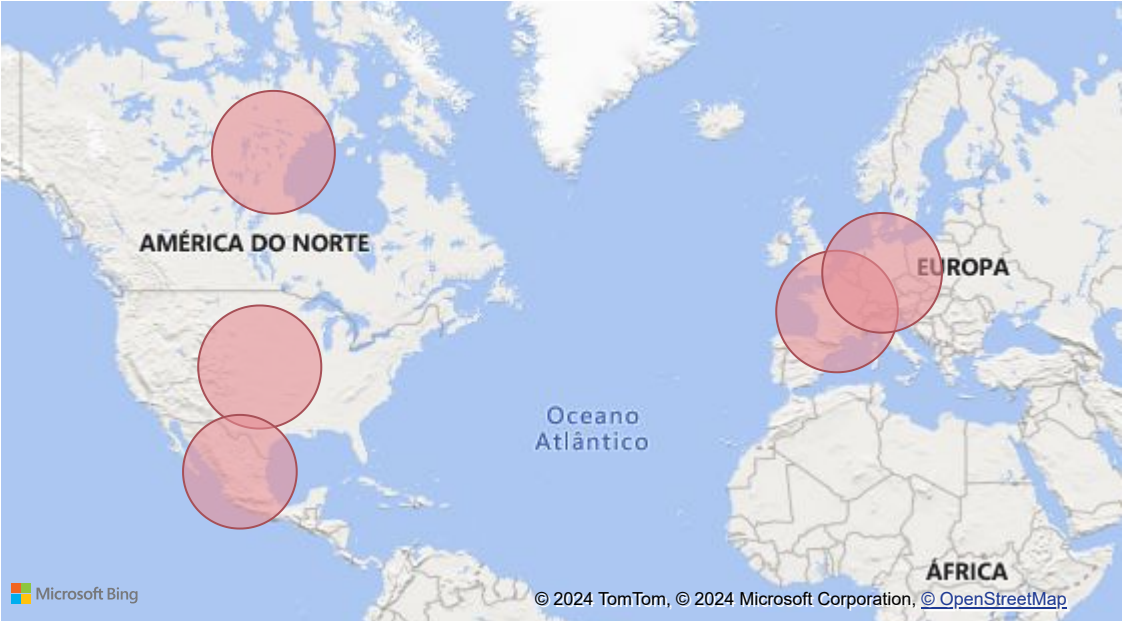 AMÉRICA DO NORTE
EUROPA
Oceano
Atlântico
ÁFRICA
Microsoft Bing
© 2024 TomTom, © 2024 Microsoft Corporation, © OpenStreetMap